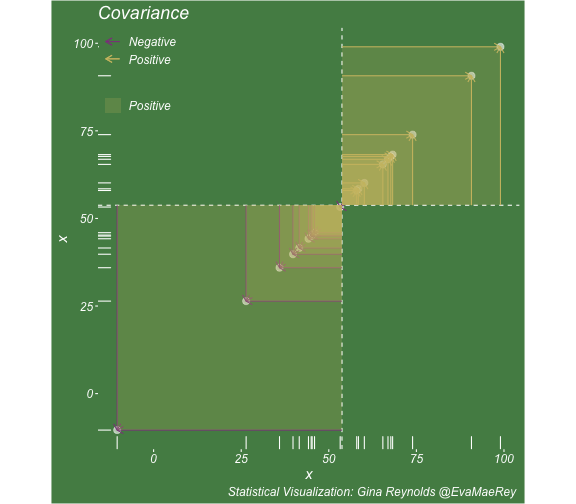 Covariance
Negative
Positive
Positive
100
75
50
25
0
x
0 25 50 75 100
x
Statistical Visualization: Gina Reynolds @EvaMaeRey